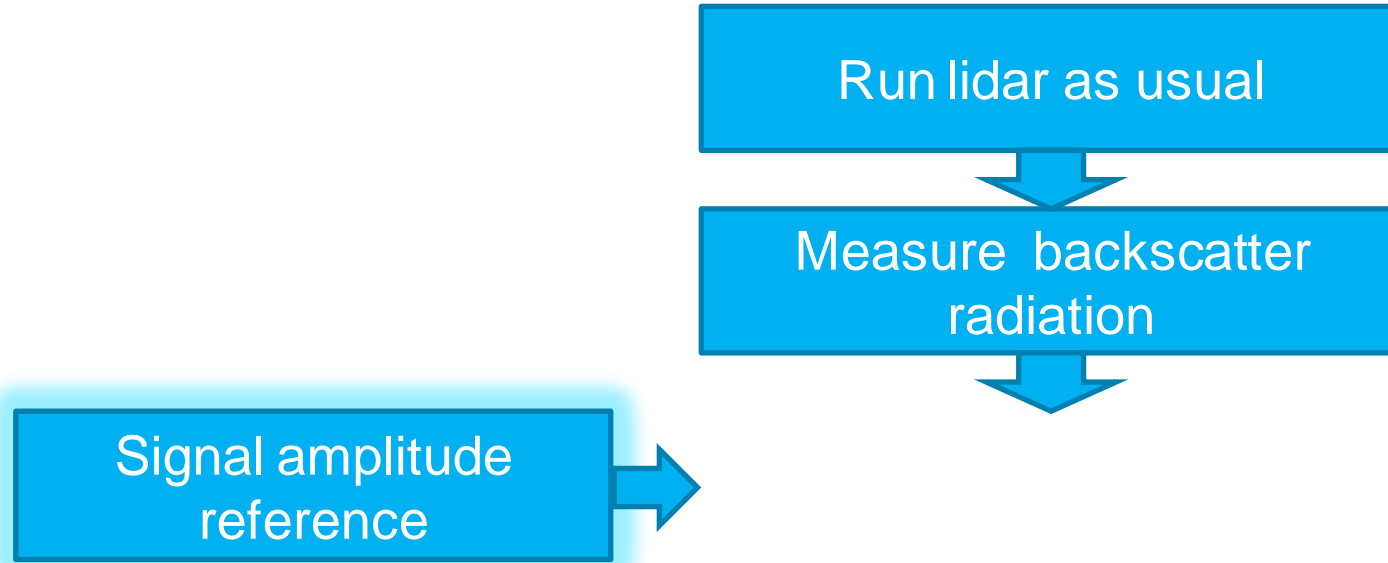 Run lidar as usual
Measure backscatter
radiation
Signal amplitude
reference